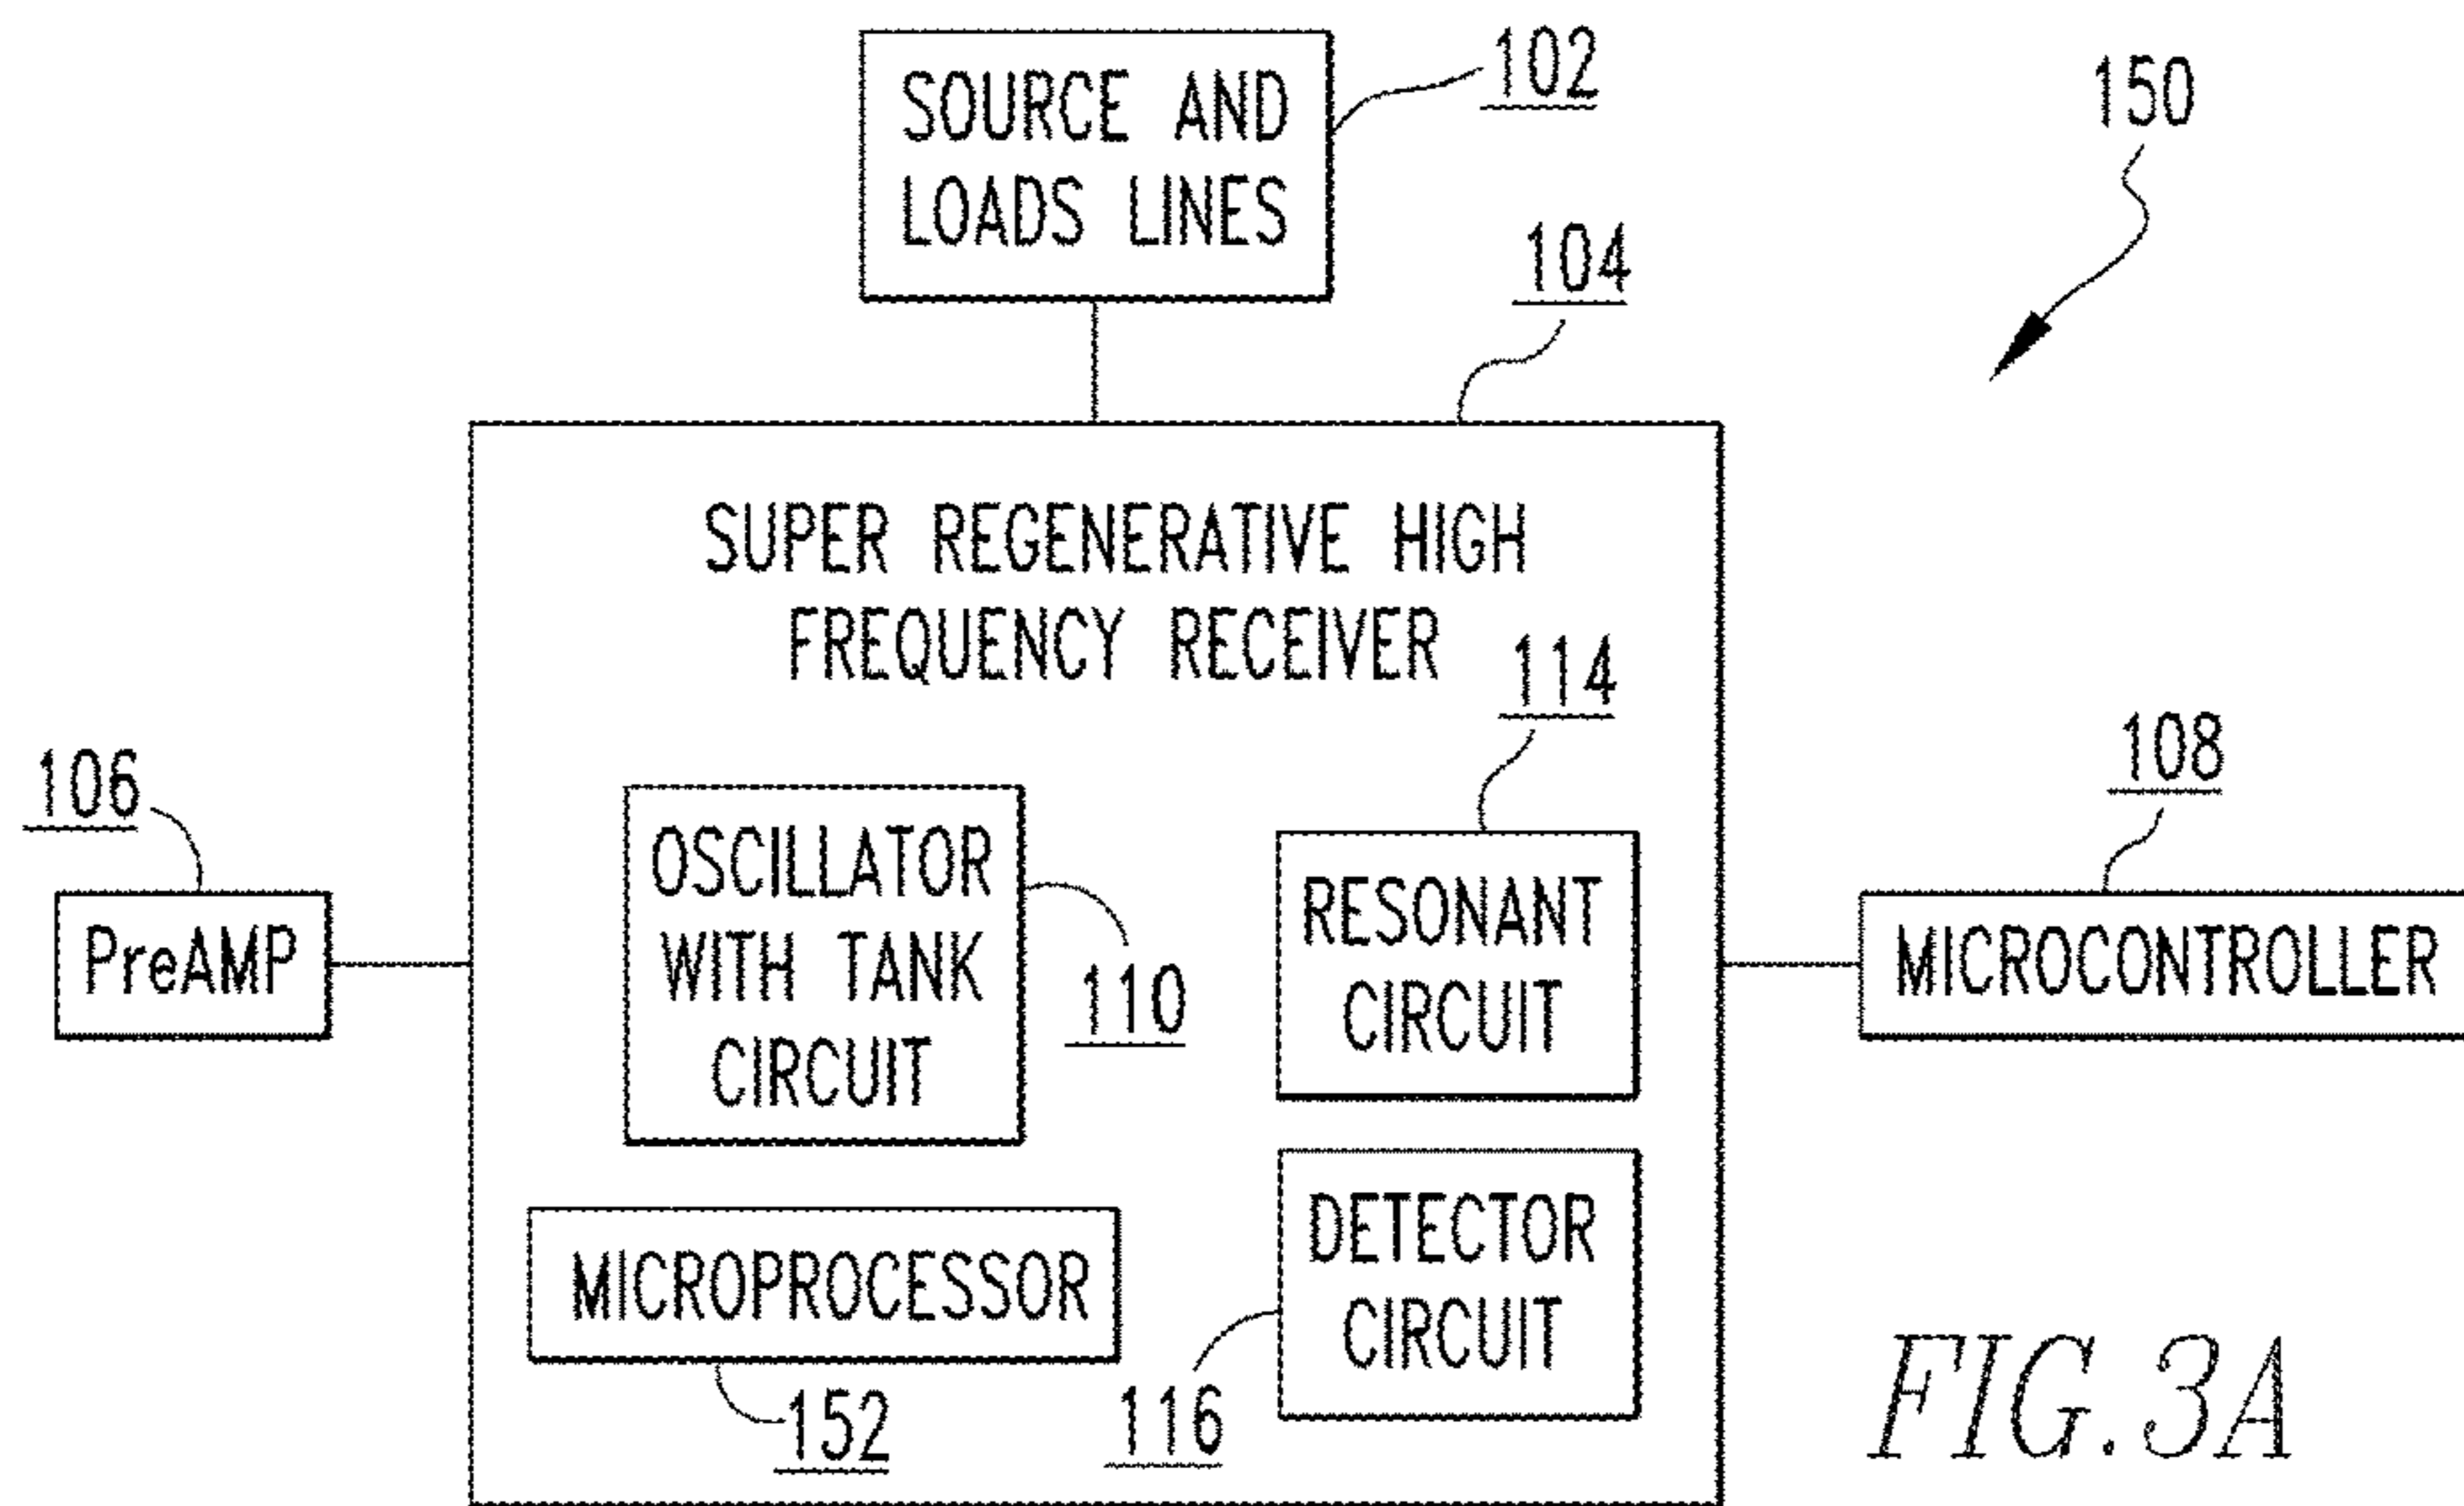 SOURCE AND
LOADS LINES
102
150
104
SUPER REGENERATIVE HIGH
FREQUENCY RECEIVER
114
106
108
PreAMP
OSCILLATOR
WITH TANK
CIRCUIT
110
RESONANT
CIRCUIT
MICROCONTROLLER
MICROPROCESSOR
152
DETECTOR
CIRCUIT
116
FIG.3A